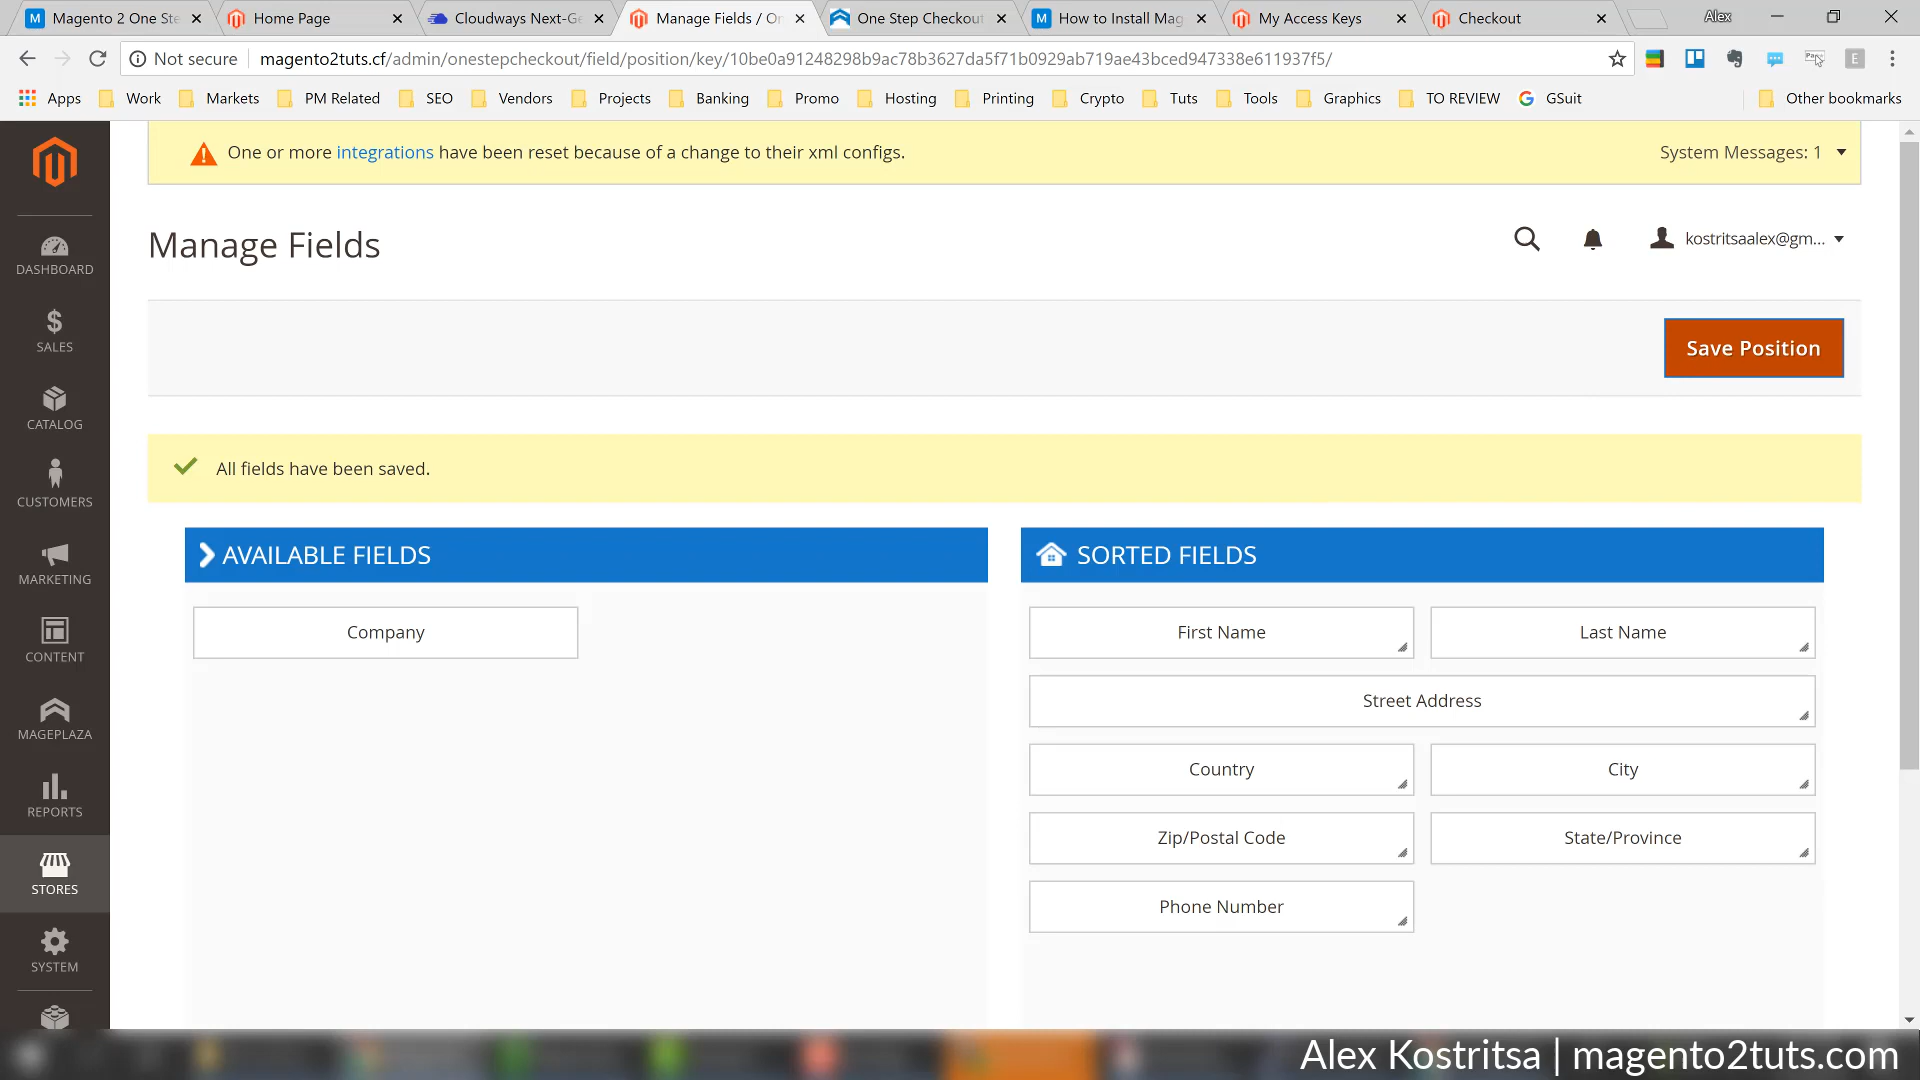 Magento 2 One Ste
Home Page
Cloudways Next-Ge
Manage Fields / On
One Step Checkout
How to Install Mag
My Access Keys
Checkout
Alex
Not secure
magento2tuts.cf/admin/onestepcheckout/field/position/key/10be0a91248298b9ac78b3627da5f71b0929ab719ae43bced947338e611937f5/
Apps
Work
Markets
PM Related
SEO
Vendors
Projects
Banking
Promo
Hosting
Printing
Crypto
Tuts
Tools
Graphics
TO REVIEW
GSuit
Other bookmarks
One or more integrations have been reset because of a change to their xml configs.
System Messages: 1
Manage Fields
kostritsaalex@gm...
Save Position
All fields have been saved.
DASHBOARD
SALES
CATALOG
CUSTOMERS
MARKETING
CONTENT
MAGEPLAZA
REPORTS
STORES
SYSTEM
AVAILABLE FIELDS
Company
SORTED FIELDS
First Name
Last Name
Street Address
Country
City
Zip/Postal Code
State/Province
Phone Number
Alex Kostritsa | magento2tuts.com